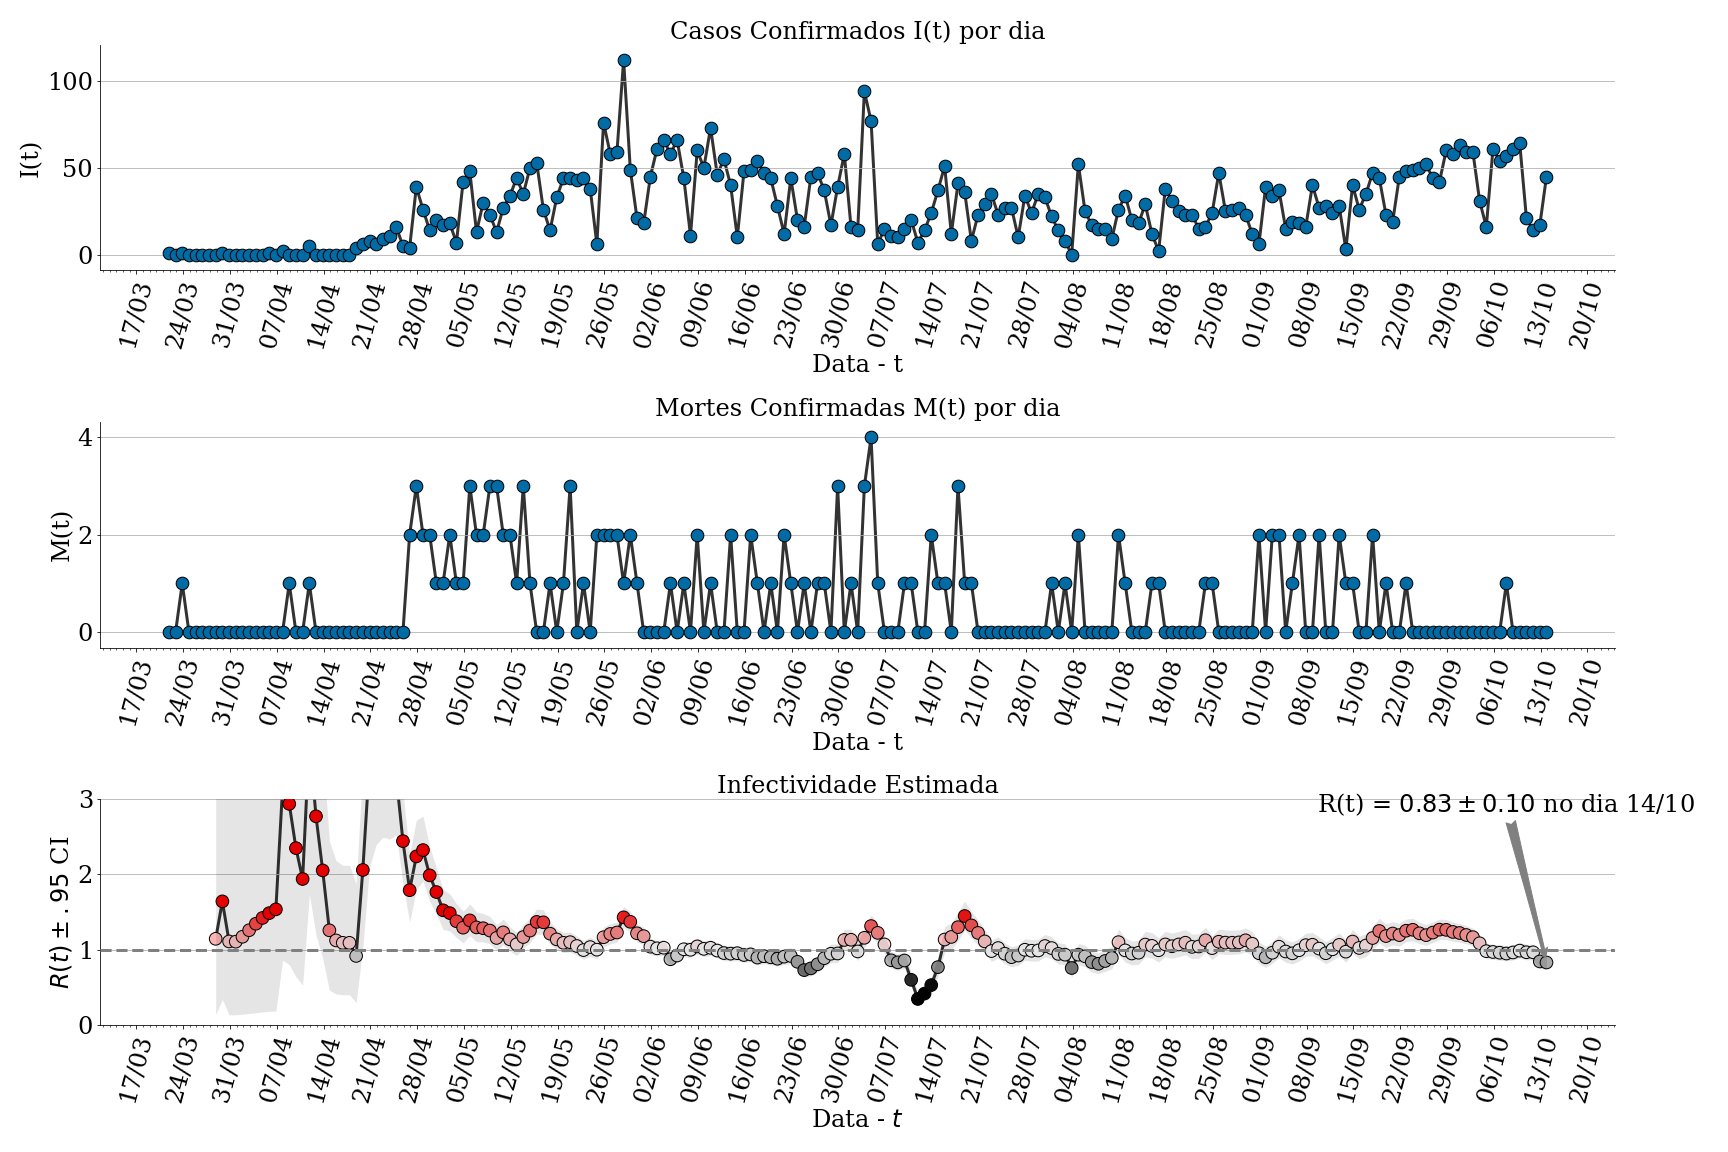 Casos Confirmados I(t) por dia
I(t)
100
50
0
17/03 24/03 31/03 07/04 14/04 21/04 28/04 05/05 12/05 19/05 26/05 02/06 09/06 16/06 23/06 30/06 07/07 14/07 21/07 28/07 04/08 11/08 18/08 25/08 01/09 08/09 15/09 22/09 29/09 06/10 13/10 20/10
Data - t
Mortes Confirmadas M(t) por dia
M(t)
4
2
0
17/03 24/03 31/03 07/04 14/04 21/04 28/04 05/05 12/05 19/05 26/05 02/06 09/06 16/06 23/06 30/06 07/07 14/07 21/07 28/07 04/08 11/08 18/08 25/08 01/09 08/09 15/09 22/09 29/09 06/10 13/10 20/10
Data - t
Infectividade Estimada
R(t) = 0.83 ± 0.10 no dia 14/10
R(t) ± .95 CI
3
2
1
0
17/03 24/03 31/03 07/04 14/04 21/04 28/04 05/05 12/05 19/05 26/05 02/06 09/06 16/06 23/06 30/06 07/07 14/07 21/07 28/07 04/08 11/08 18/08 25/08 01/09 08/09 15/09 22/09 29/09 06/10 13/10 20/10
Data - t